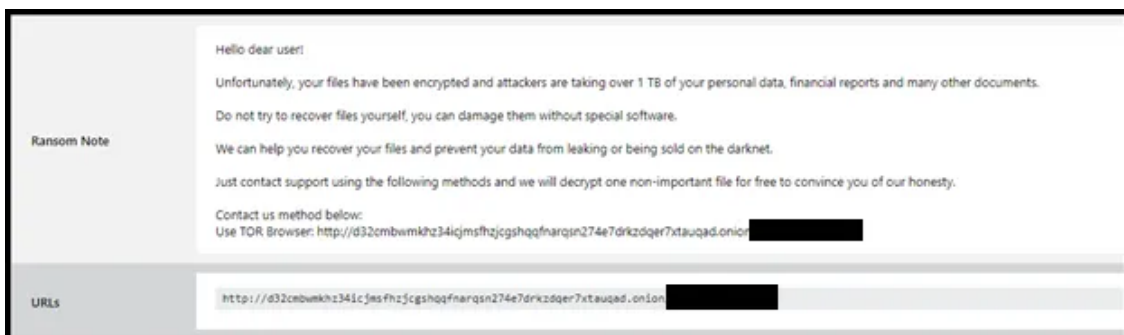 Hello dear user!
Unfortunately, your files have been encrypted and attackers are taking over 1 TB of your personal data, financial reports and many other documents.
Do not try to recover files yourself, you can damage them without special software.
Ransom Note
We can help you recover your files and prevent your data from leaking or being sold on the darknet.
Just contact support using the following methods and we will decrypt one non-important file for free to convince you of our honesty.
Contact us method below:
Use TOR Browser: http://d32cmbwmkhz34icjmsfhzjcgshqqfnarqsn274e7drkzdqer7xtauqad.onion
URLs
http://d32cmbwmkhz34icjmsfhzjcgshqqfnarqsn274e7drkzdqer7xtauqad.onion